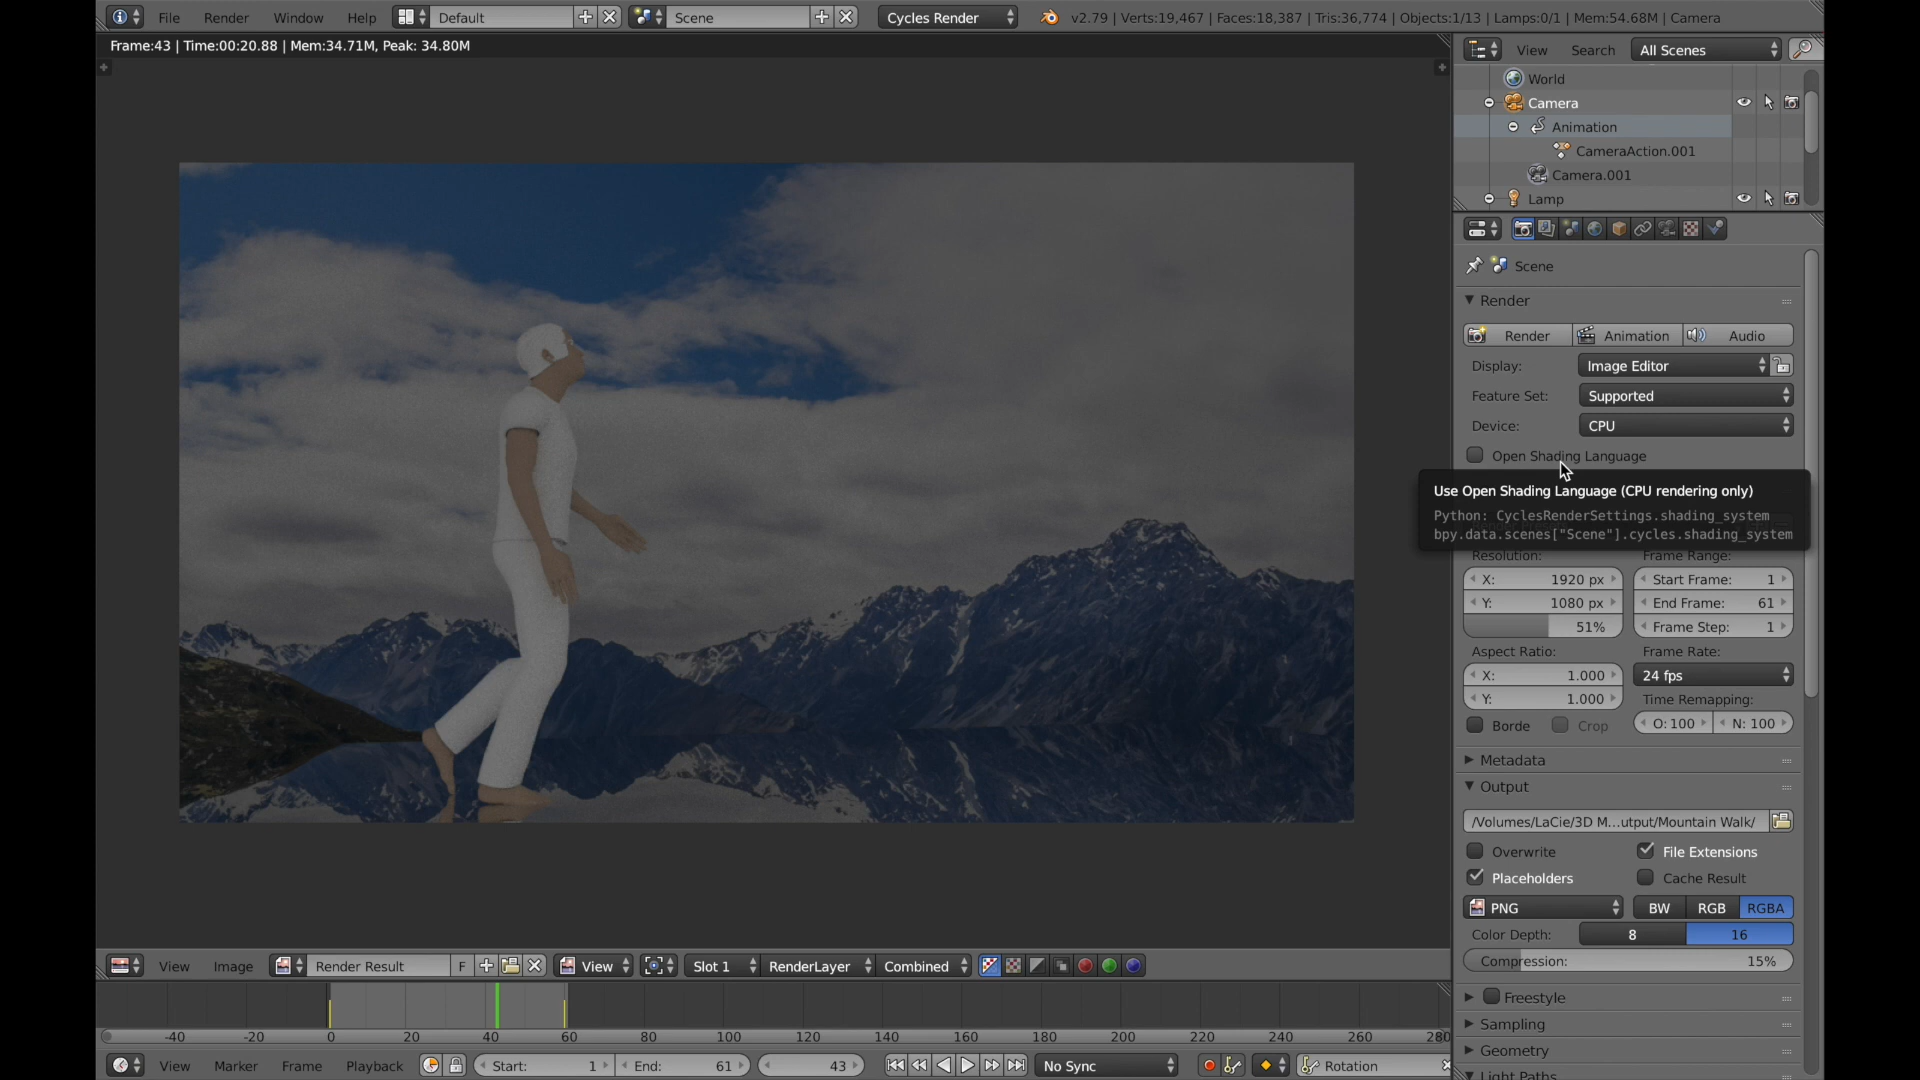 File Render Window Help Default Scene Cycles Render v2.79 | Verts:19,467 | Faces:18,387 | Tris:36,774 | Objects:1/13 | Lamps:0/1 | Mem:54.68M | Camera
Frame:43 | Time:00:20.88 | Mem:34.71M, Peak: 34.80M
View Search All Scenes
World
Camera
Animation
CameraAction.001
Camera.001
Lamp
Scene
Render
Render Animation Audio
Display: Image Editor
Feature Set: Supported
Device: CPU
Open Shading Language
Use Open Shading Language (CPU rendering only)
Python: CyclesRenderSettings.shading_system
bpy.data.scenes["Scene"].cycles.shading_system
Resolution: Frame Range:
X: 1920 px Start Frame: 1
Y: 1080 px End Frame: 61
51% Frame Step: 1
Aspect Ratio: Frame Rate:
X: 1.000 24 fps
Y: 1.000 Time Remapping:
Borde Crop O: 100 N: 100
Metadata
Output
/Volumes/LaCie/3D M...utput/Mountain Walk/
Overwrite File Extensions
Placeholders Cache Result
PNG BW RGB RGBA
Color Depth: 8 16
Compression: 15%
Freestyle
Sampling
Geometry
Light Paths
View Image Render Result F View Slot 1 RenderLayer Combined
-40 -20 0 20 40 60 80 100 120 140 160 180 200 220 240 260 280
View Marker Frame Playback Start: 1 End: 61 43 No Sync Rotation